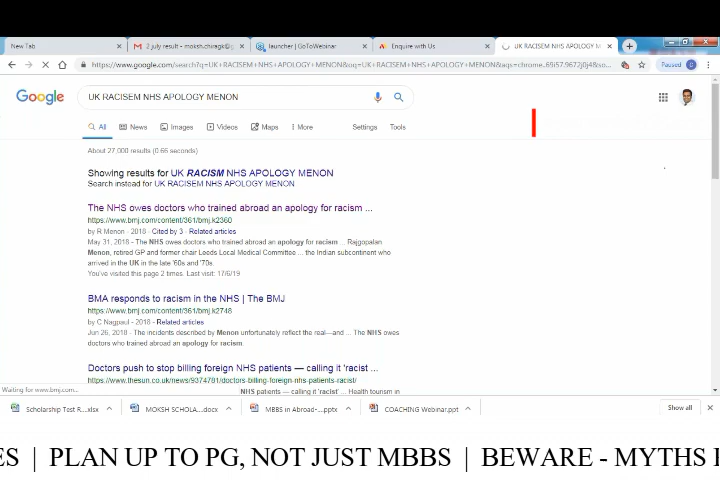 New Tab
2 july result - moksh.chiragk@g
launcher | GoToWebinar
Enquire with Us
UK RACISEM NHS APOLOGY M
https://www.google.com/search?q=UK+RACISEM+NHS+APOLOGY+MENON&oq=UK+RACISEM+NHS+APOLOGY+MENON&aqs=chrome..69i57.9672j0j4&so...
Paused
Google
UK RACISEM NHS APOLOGY MENON
All
News
Images
Videos
Maps
More
Settings
Tools
About 27,000 results (0.66 seconds)
Showing results for UK RACISM NHS APOLOGY MENON
Search instead for UK RACISEM NHS APOLOGY MENON
The NHS owes doctors who trained abroad an apology for racism ...
https://www.bmj.com/content/361/bmj.k2360
by R Menon - 2018 - Cited by 3 - Related articles
May 31, 2018 - The NHS owes doctors who trained abroad an apology for racism ... Rajgopalan
Menon, retired GP and former chair Leeds Local Medical Committee ... the Indian subcontinent who
arrived in the UK in the late '60s and '70s.
You've visited this page 2 times. Last visit: 17/6/19
BMA responds to racism in the NHS | The BMJ
https://www.bmj.com/content/361/bmj.k2748
by C Nagpaul - 2018 - Related articles
Jun 26, 2018 - The incidents described by Menon unfortunately reflect the real—and ... The NHS
owes doctors who trained abroad an apology for racism.
Doctors push to stop billing foreign NHS patients — calling it 'racist ...
https://www.thesun.co.uk/news/9374781/doctors-billing-foreign-nhs-patients-racist/
NHS patients — calling it 'racist' ... Health tourism in
Waiting for www.bmj.com...
Scholarship Test R....xlsx
MOKSH SCHOLA....docx
MBBS in Abroad-....pptx
COACHING Webinar.ppt
Show all
ES | PLAN UP TO PG, NOT JUST MBBS | BEWARE - MYTHS